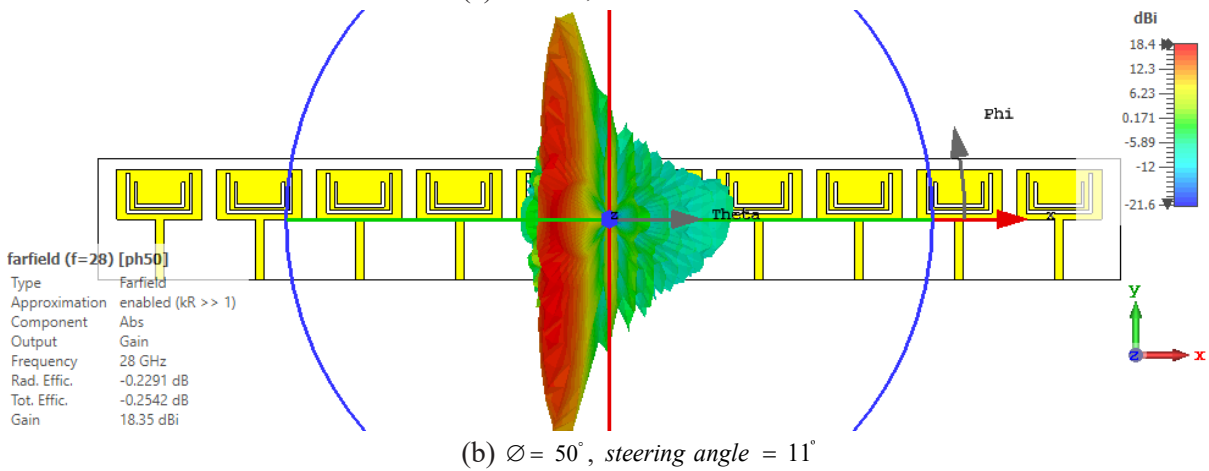 dBi
18.4
12.3
6.23
0.171
-5.89
-12
-21.6
Phi
z
Theta
x
farfield (f=28) [ph50]
Type Farfield
Approximation enabled (kR >> 1)
Component Abs
Output Gain
Frequency 28 GHz
Rad. Effic. -0.2291 dB
Tot. Effic. -0.2542 dB
Gain 18.35 dBi
y
z
x
(b) ∅ = 50°, steering angle = 11°